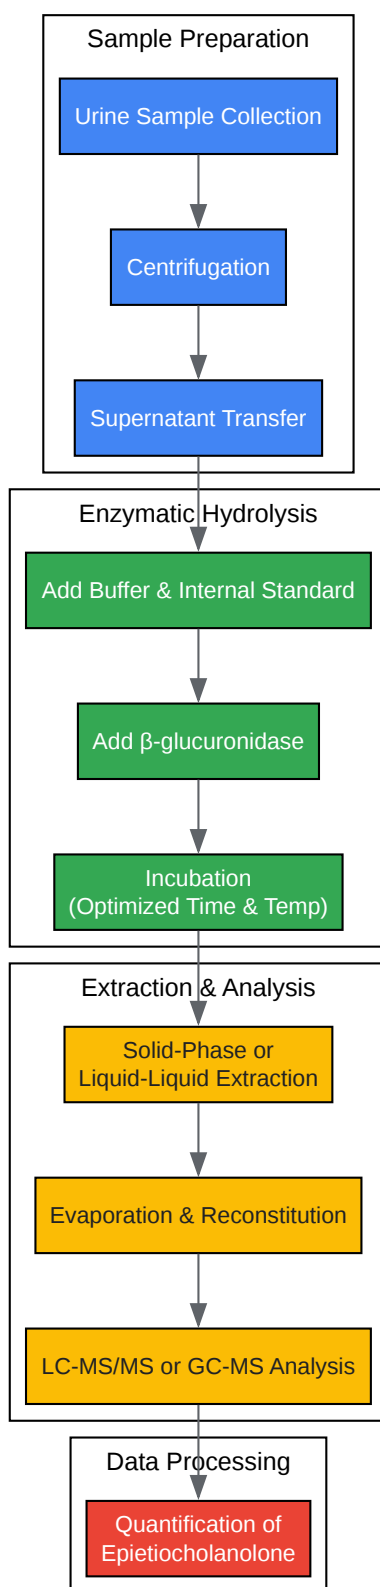 Sample Preparation
Urine Sample Collection
Centrifugation
Supernatant Transfer
Enzymatic Hydrolysis
Add Buffer & Internal Standard
Add β-glucuronidase
Incubation
(Optimized Time & Temp)
Extraction & Analysis
Solid-Phase or
Liquid-Liquid Extraction
Evaporation & Reconstitution
LC-MS/MS or GC-MS Analysis
Data Processing
Quantification of
Epietiocholanolone